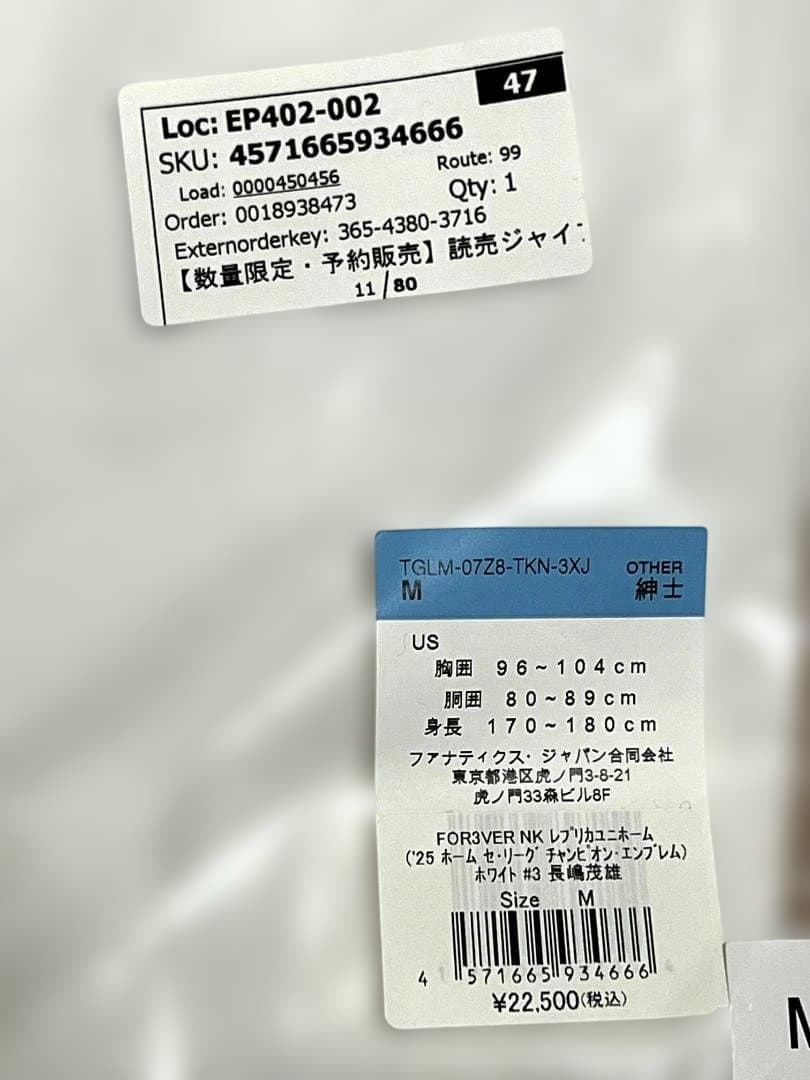 47
Loc: EP402-002
SKU: 4571665934666
Load: 0000450456 Route: 99
Order: 0018938473 Qty: 1
Externorderkey: 365-4380-3716
【数量限定・予約販売】読売ジャイ
11/80
TGLM-07Z8-TKN-3XJ OTHER
M 紳士
US
胸囲 96~104cm
胴囲 80~89cm
身長 170~180cm
ファナティクス・ジャパン合同会社
東京都港区虎ノ門3-8-21
虎ノ門33森ビル8F
FOR3VER NK レプリカユニホーム
('25 ホーム セ・リーグ チャンピオン・エンブレム)
ホワイト #3 長嶋茂雄
Size M
4 571665 934666
¥22,500(税込)